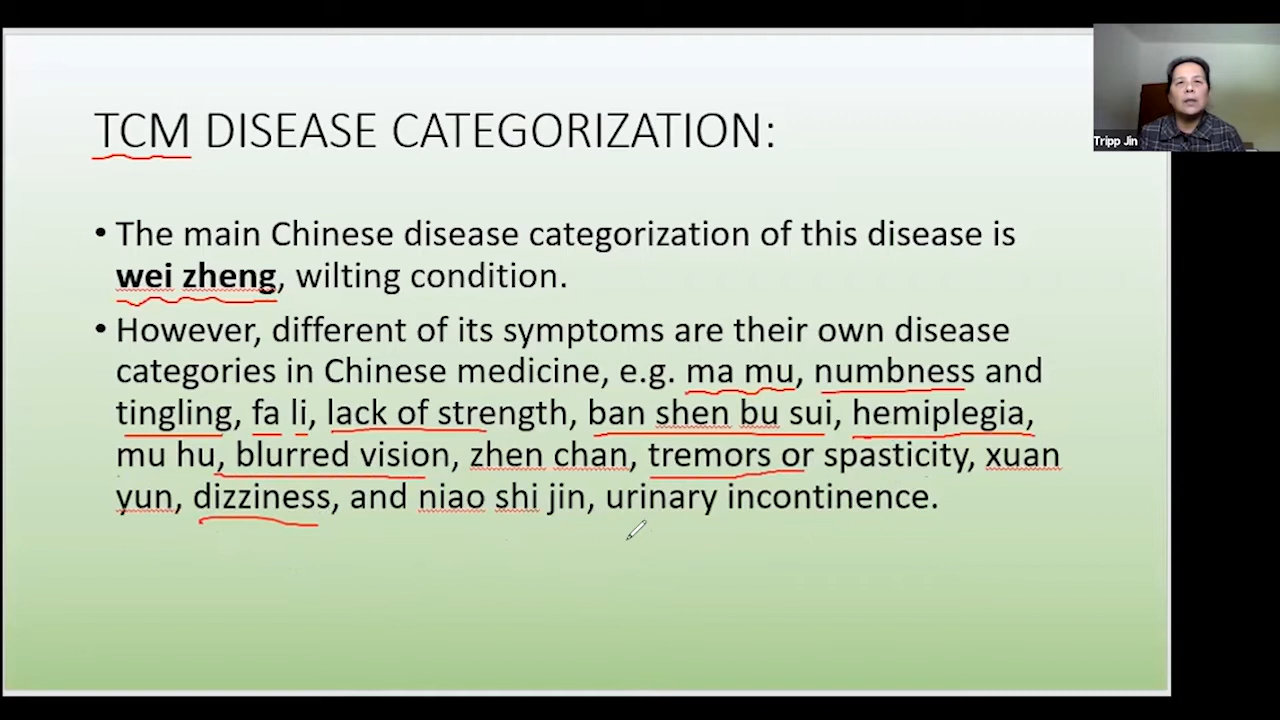 TCM DISEASE CATEGORIZATION:
Tripp Jin
• The main Chinese disease categorization of this disease is
wei zheng, wilting condition.
• However, different of its symptoms are their own disease
categories in Chinese medicine, e.g. ma mu, numbness and
tingling, fa li, lack of strength, ban shen bu sui, hemiplegia,
mu hu, blurred vision, zhen chan, tremors or spasticity, xuan
yun, dizziness, and niao shi jin, urinary incontinence.